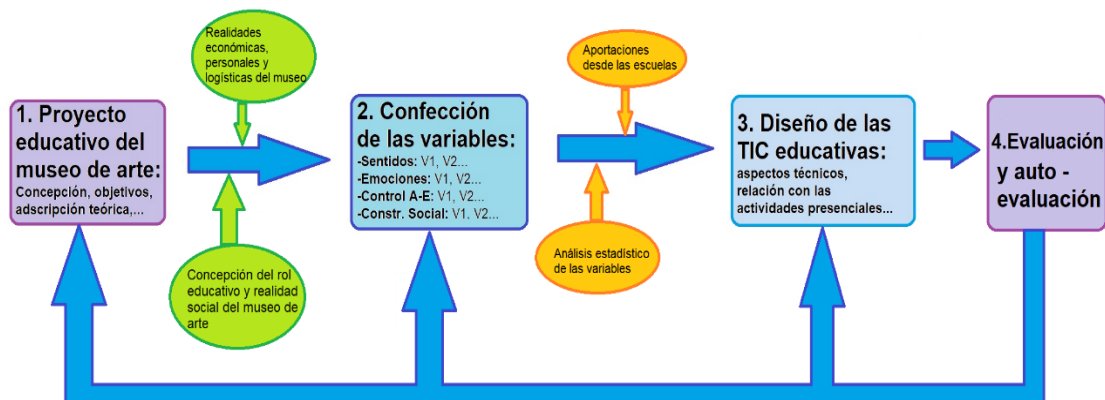 Realidades
económicas,
personales y
logísticas del museo
Aportaciones
desde las escuelas
1. Proyecto
educativo del
museo de arte:
Concepción, objetivos,
adscripción teórica,...
2. Confección
de las variables:
-Sentidos: V1, V2...
-Emociones: V1, V2...
-Control A-E: V1, V2...
-Constr. Social: V1, V2...
3. Diseño de las
TIC educativas:
aspectos técnicos,
relación con las
actividades presenciales...
4.Evaluación
y auto -
evaluación
Concepción del rol
educativo y realidad
social del museo de
arte
Análisis estadístico
de las variables